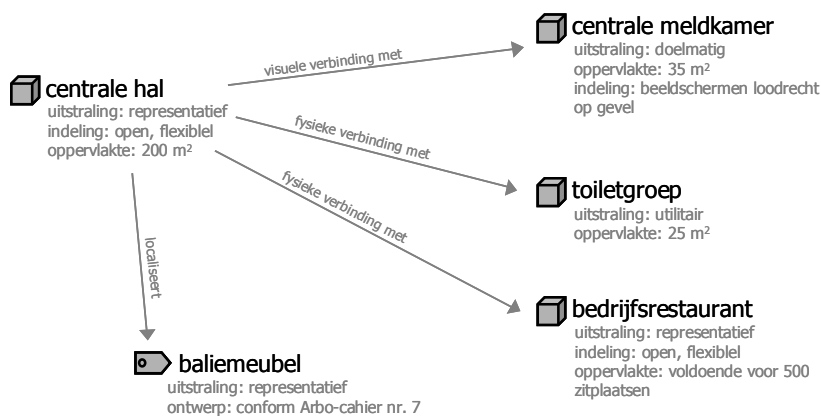 centrale meldkamer
uitstraling: doelmatig
oppervlakte: 35 m²
indeling: beeldschermen loodrecht
op gevel
visuele verbinding met
centrale hal
uitstraling: representatief
indeling: open, flexiblel
oppervlakte: 200 m²
fysieke verbinding met
toiletgroep
uitstraling: utilitair
oppervlakte: 25 m²
fysieke verbinding met
localiseert
bedrijfsrestaurant
uitstraling: representatief
indeling: open, flexiblel
oppervlakte: voldoende voor 500
zitplaatsen
baliemeubel
uitstraling: representatief
ontwerp: conform Arbo-cahier nr. 7